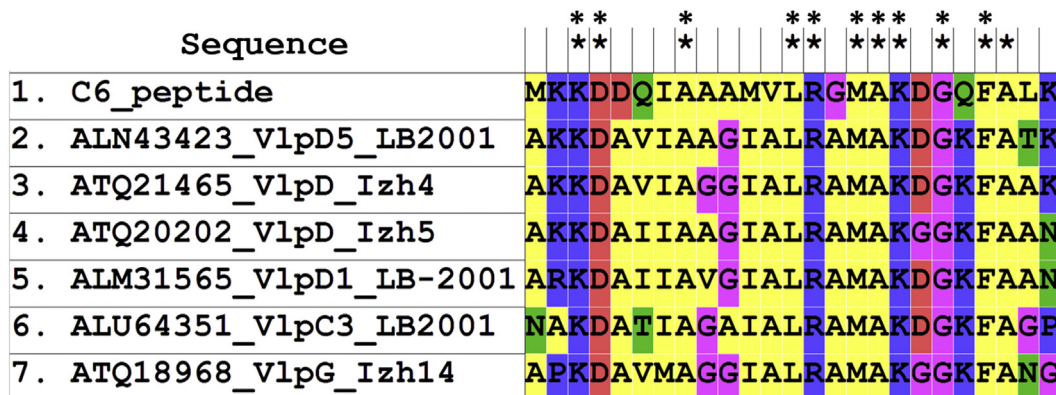 ** * ** *** * *
Sequence ** * ** *** * **
1. C6_peptide MKKDDQIAAAMVLRGMAKDGQFALK
2. ALN43423_VlpD5_LB2001 AKKDAVIAAGIALRAMAKDGKFATK
3. ATQ21465_VlpD_Izh4 AKKDAVIAGGIALRAMAKDGKFAAK
4. ATQ20202_VlpD_Izh5 AKKDAIIAAGIALRAMAKGGKFAAN
5. ALM31565_VlpD1_LB-2001 ARKDAIIAVGIALRAMAKDGKFAAN
6. ALU64351_VlpC3_LB2001 NAKDATIAGAIALRAMAKDGKFAGP
7. ATQ18968_VlpG_Izh14 APKDAVMAGGIALRAMAKGGKFANG